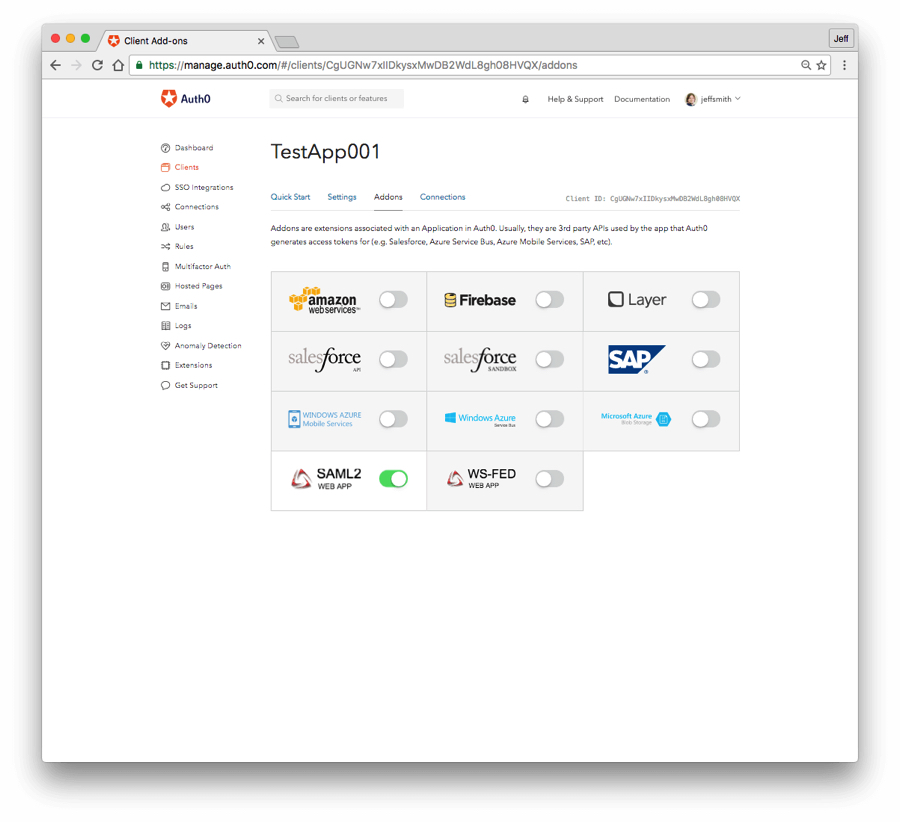 Client Add-ons
Jeff
https://manage.auth0.com/#/clients/CgUGNw7xIIDkysxMwDB2WdL8gh08HVQX/addons
Auth0
Search for clients or features
Help & Support
Documentation
jeffsmith
Dashboard
Clients
SSO Integrations
Connections
Users
Rules
Multifactor Auth
Hosted Pages
Emails
Logs
Anomaly Detection
Extensions
Get Support
TestApp001
Quick Start
Settings
Addons
Connections
Client ID: CgUGNw7xIIDkysxMwDB2WdL8gh08HVQX
Addons are extensions associated with an Application in Auth0. Usually, they are 3rd party APIs used by the app that Auth0
generates access tokens for (e.g. Salesforce, Azure Service Bus, Azure Mobile Services, SAP, etc).
amazon
webservices™
Firebase
Layer
salesforce
API
salesforce
SANDBOX
SAP®
WINDOWS AZURE
Mobile Services
Windows Azure
Service Bus
Microsoft Azure
Blob Storage
SAML2
WEB APP
WS-FED
WEB APP